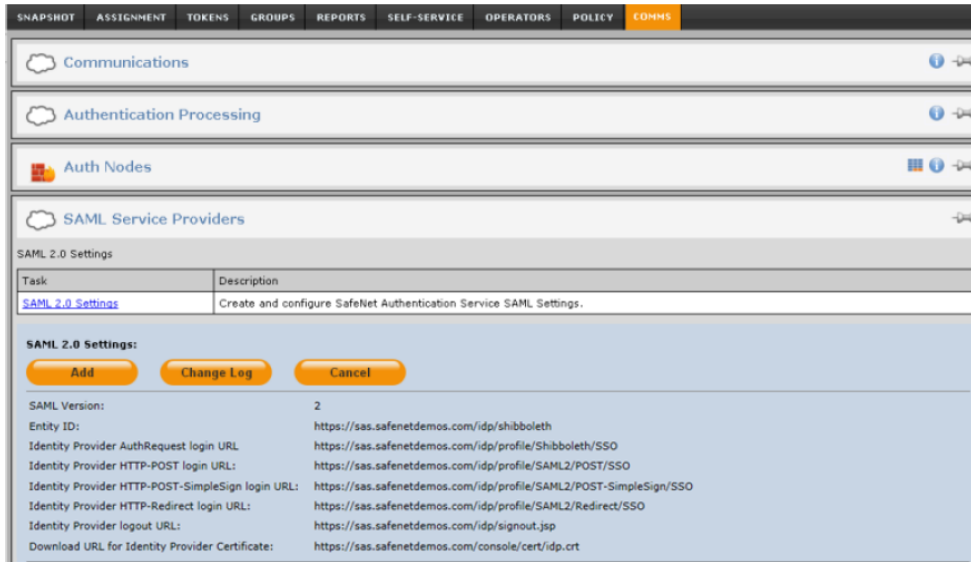 SNAPSHOT ASSIGNMENT TOKENS GROUPS REPORTS SELF-SERVICE OPERATORS POLICY COMMS
Communications
Authentication Processing
Auth Nodes
SAML Service Providers
SAML 2.0 Settings
Task Description
SAML 2.0 Settings Create and configure SafeNet Authentication Service SAML Settings.
SAML 2.0 Settings:
Add Change Log Cancel
SAML Version: 2
Entity ID: https://sas.safenetdemos.com/idp/shibboleth
Identity Provider AuthRequest login URL https://sas.safenetdemos.com/idp/profile/Shibboleth/SSO
Identity Provider HTTP-POST login URL: https://sas.safenetdemos.com/idp/profile/SAML2/POST/SSO
Identity Provider HTTP-POST-SimpleSign login URL: https://sas.safenetdemos.com/idp/profile/SAML2/POST-SimpleSign/SSO
Identity Provider HTTP-Redirect login URL: https://sas.safenetdemos.com/idp/profile/SAML2/Redirect/SSO
Identity Provider logout URL: https://sas.safenetdemos.com/idp/signout.jsp
Download URL for Identity Provider Certificate: https://sas.safenetdemos.com/console/cert/idp.crt